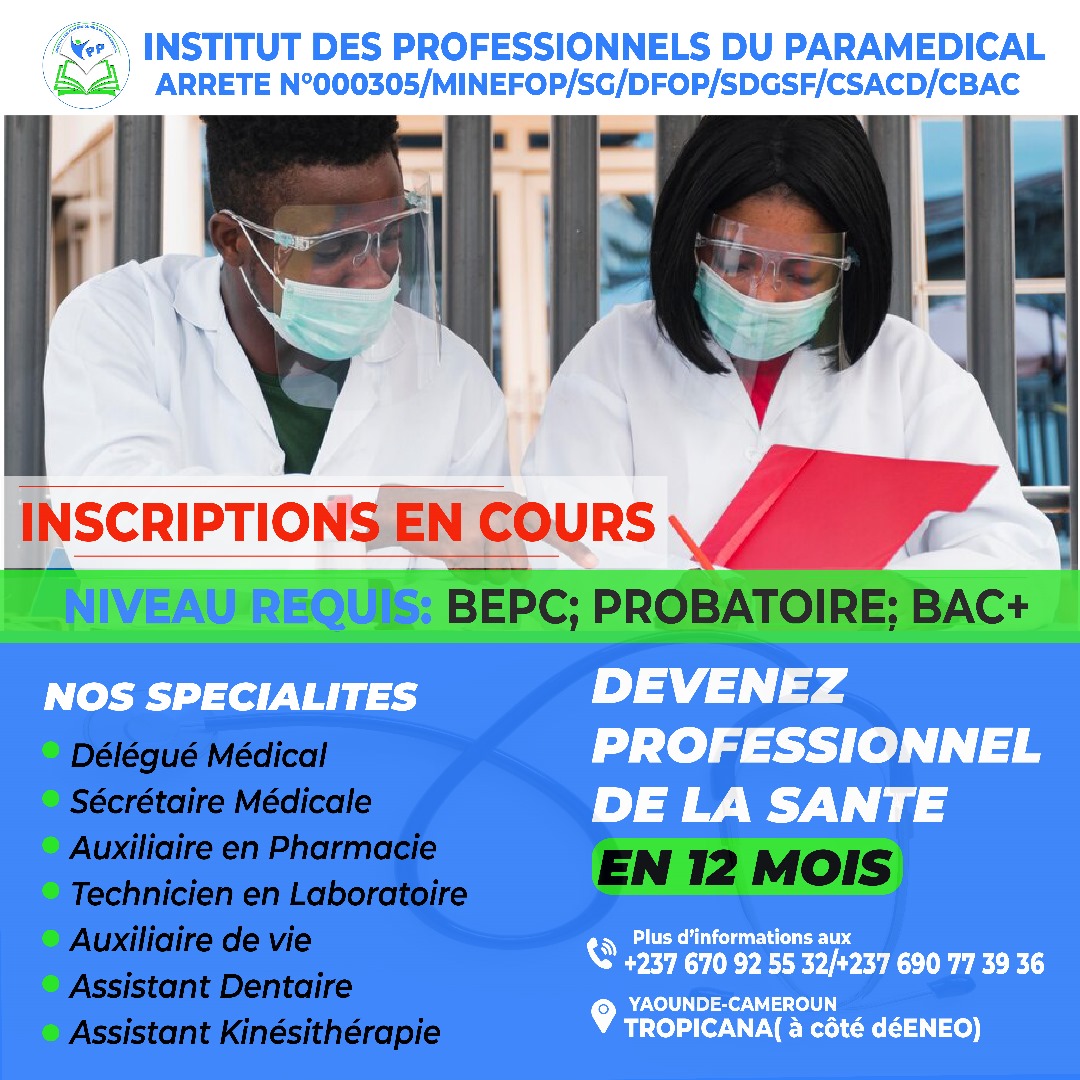 IPP
INSTITUT DES PROFESSIONNELS DU PARAMEDICAL
ARRETE N°000305/MINEFOP/SG/DFOP/SDGSF/CSACD/CBAC
INSCRIPTIONS EN COURS
NIVEAU REQUIS: BEPC; PROBATOIRE; BAC+
NOS SPECIALITES
Délégué Médical
Sécrétaire Médicale
Auxiliaire en Pharmacie
Technicien en Laboratoire
Auxiliaire de vie
Assistant Dentaire
Assistant Kinésithérapie
DEVENEZ
PROFESSIONNEL
DE LA SANTE
EN 12 MOIS
Plus d'informations aux
+237 670 92 55 32/+237 690 77 39 36
YAOUNDE-CAMEROUN
TROPICANA( à côté déENEO)